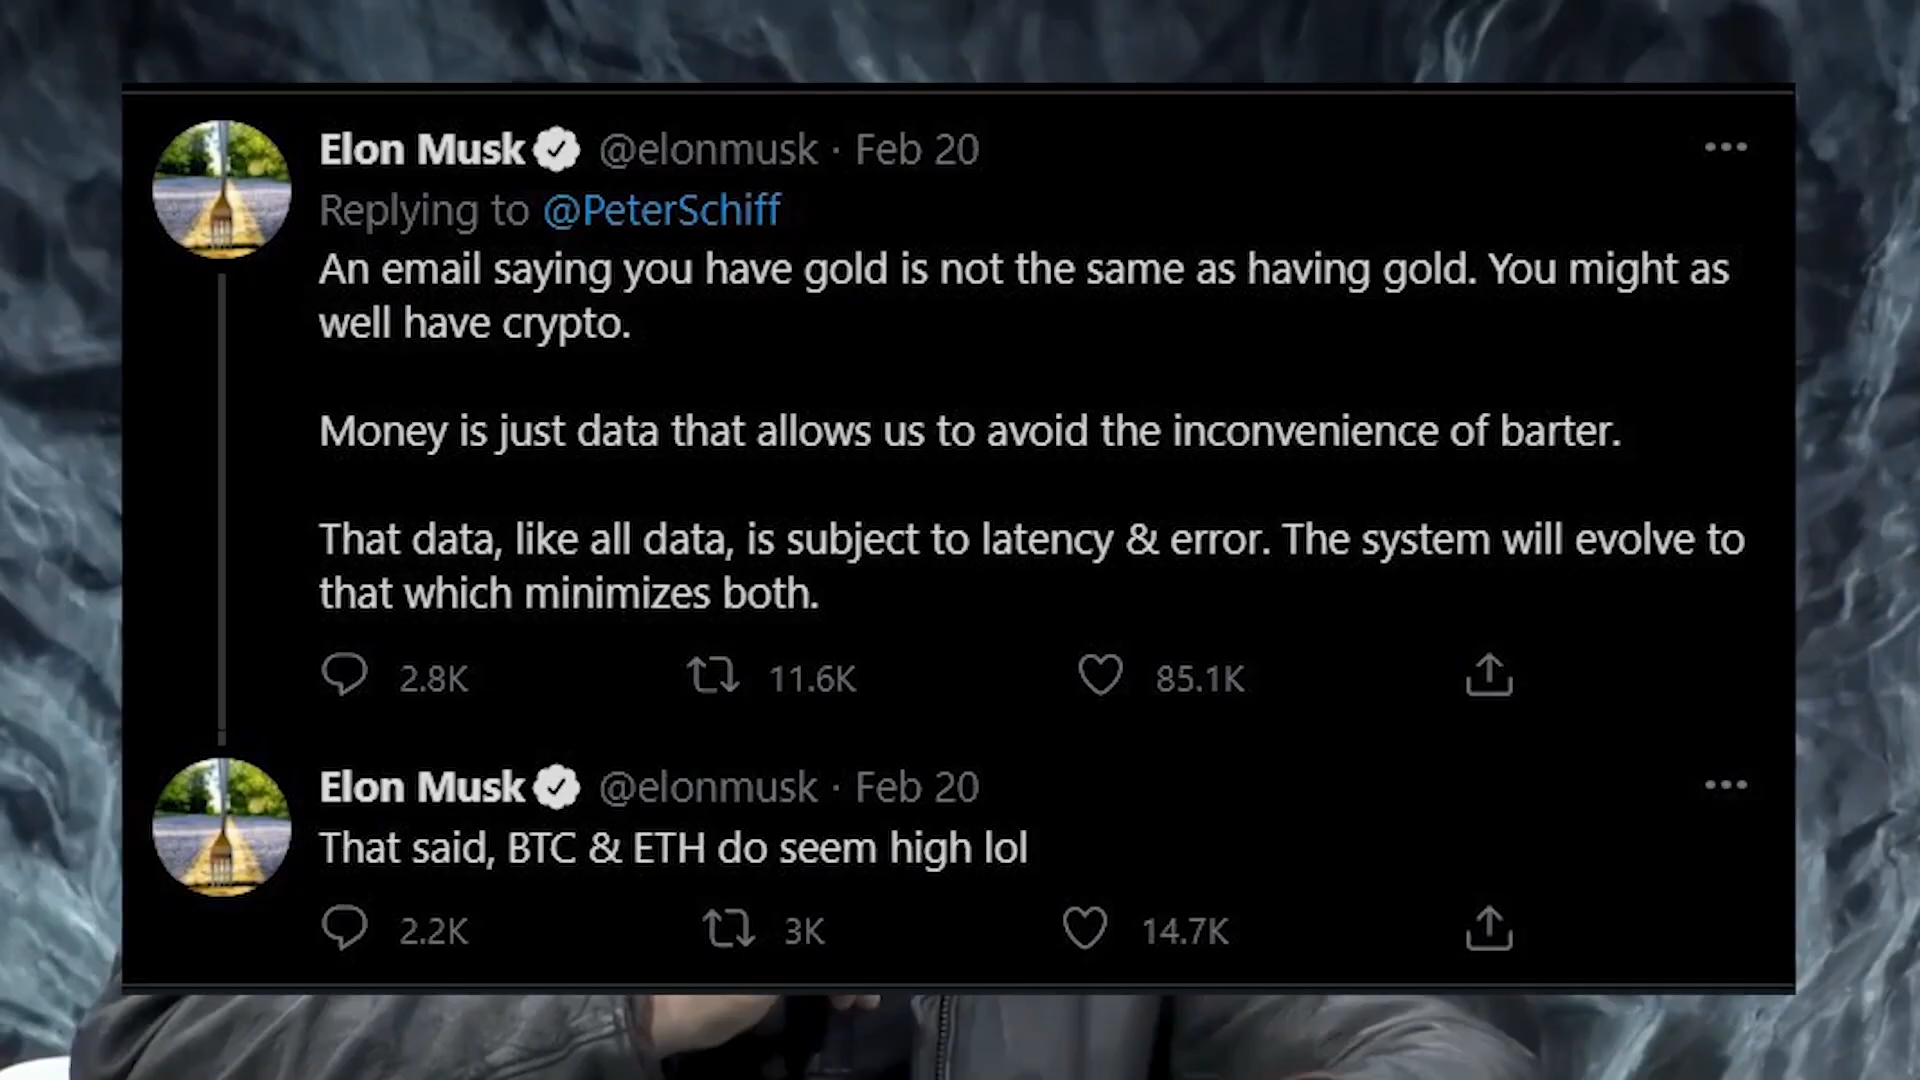 Elon Musk @elonmusk · Feb 20
Replying to @PeterSchiff
An email saying you have gold is not the same as having gold. You might as
well have crypto.
Money is just data that allows us to avoid the inconvenience of barter.
That data, like all data, is subject to latency & error. The system will evolve to
that which minimizes both.
2.8K 11.6K 85.1K
Elon Musk @elonmusk · Feb 20
That said, BTC & ETH do seem high lol
2.2K 3K 14.7K